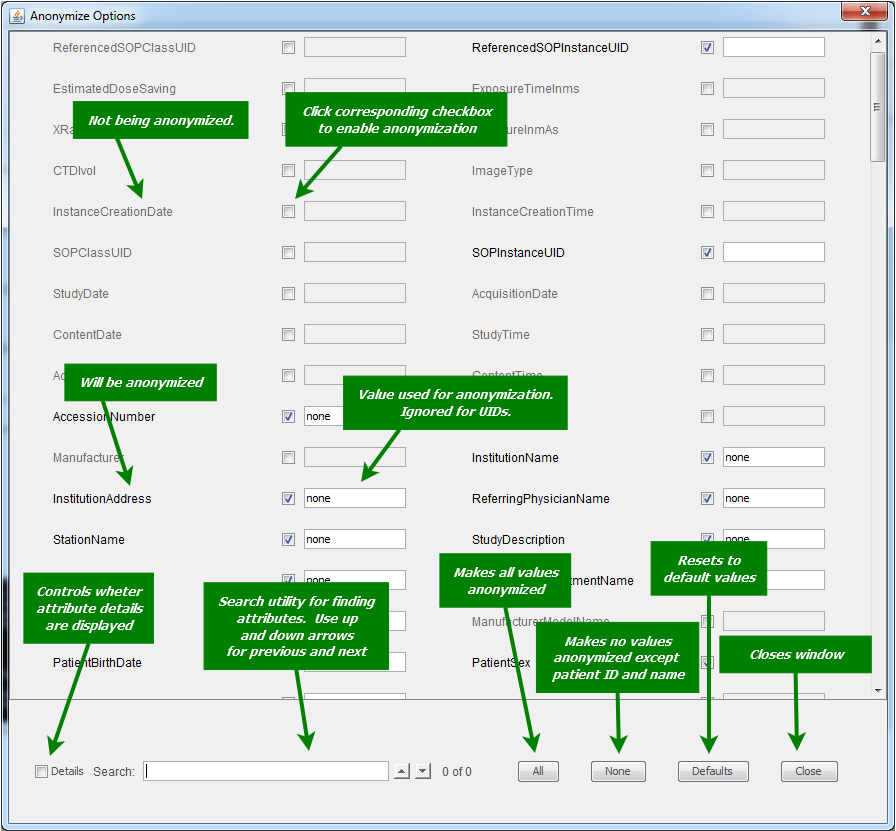 Anonymize Options
ReferencedSOPClassUID
ReferencedSOPInstanceUID
EstimatedDoseSaving
ExposureTimeInms
Not being anonymized.
Click corresponding checkbox
to enable anonymization
CTDIvol
ImageType
InstanceCreationDate
InstanceCreationTime
SOPClassUID
SOPInstanceUID
StudyDate
AcquisitionDate
ContentDate
StudyTime
ContentTime
Will be anonymized
Value used for anonymization.
Ignored for UIDs.
AccessionNumber none
Manufacturer
InstitutionName none
InstitutionAddress none
ReferringPhysicianName none
StationName none
StudyDescription none
none
Controls wheter
attribute details
are displayed
Search utility for finding
attributes. Use up
and down arrows
for previous and next
Makes all values
anonymized
Resets to
default values
ManufacturerModelName
Makes no values
anonymized except
patient ID and name
Closes window
PatientBirthDate
PatientSex
Details Search: 0 of 0 All None Defaults Close